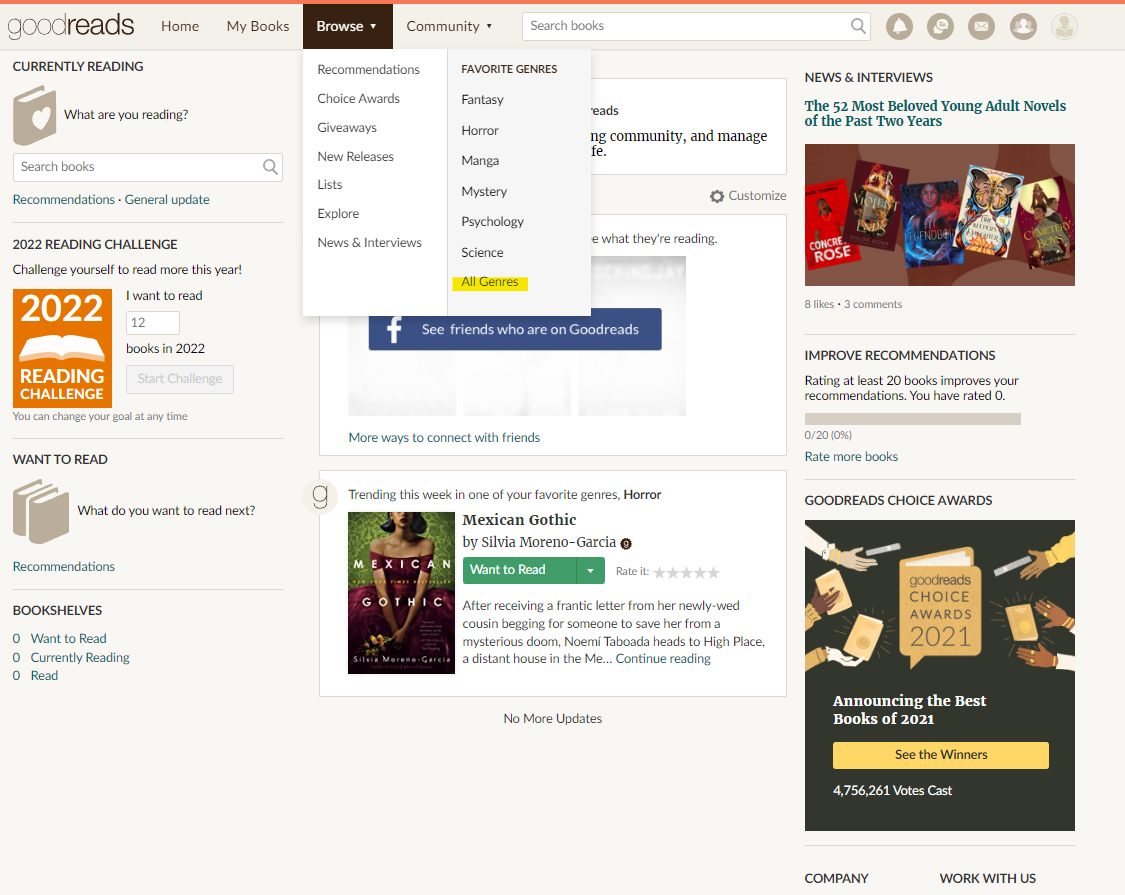 goodreads
Home
My Books
Browse ▾
Community ▾
Search books
CURRENTLY READING
What are you reading?
Search books
Recommendations · General update
2022 READING CHALLENGE
Challenge yourself to read more this year!
2022
READING
CHALLENGE
I want to read
12
books in 2022
Start Challenge
You can change your goal at any time
WANT TO READ
What do you want to read next?
Recommendations
BOOKSHELVES
0 Want to Read
0 Currently Reading
0 Read
Recommendations
Choice Awards
Giveaways
New Releases
Lists
Explore
News & Interviews
FAVORITE GENRES
Fantasy
Horror
Manga
Mystery
Psychology
Science
All Genres
reads
ng community, and manage
fe.
Customize
e what they're reading.
See friends who are on Goodreads
More ways to connect with friends
g
Trending this week in one of your favorite genres, Horror
MEXICAN
GOTHIC
Silvia Moreno-Garcia
Mexican Gothic
by Silvia Moreno-Garcia
Want to Read
Rate it:
After receiving a frantic letter from her newly-wed
cousin begging for someone to save her from a
mysterious doom, Noemí Taboada heads to High Place,
a distant house in the Me... Continue reading
No More Updates
NEWS & INTERVIEWS
The 52 Most Beloved Young Adult Novels
of the Past Two Years
CONCRETE
ROSE
VIOLENT
ENDS
CEMETERY
BOYS
8 likes · 3 comments
IMPROVE RECOMMENDATIONS
Rating at least 20 books improves your
recommendations. You have rated 0.
0/20 (0%)
Rate more books
GOODREADS CHOICE AWARDS
goodreads
CHOICE
AWARDS
2021
Announcing the Best
Books of 2021
See the Winners
4,756,261 Votes Cast
COMPANY
WORK WITH US